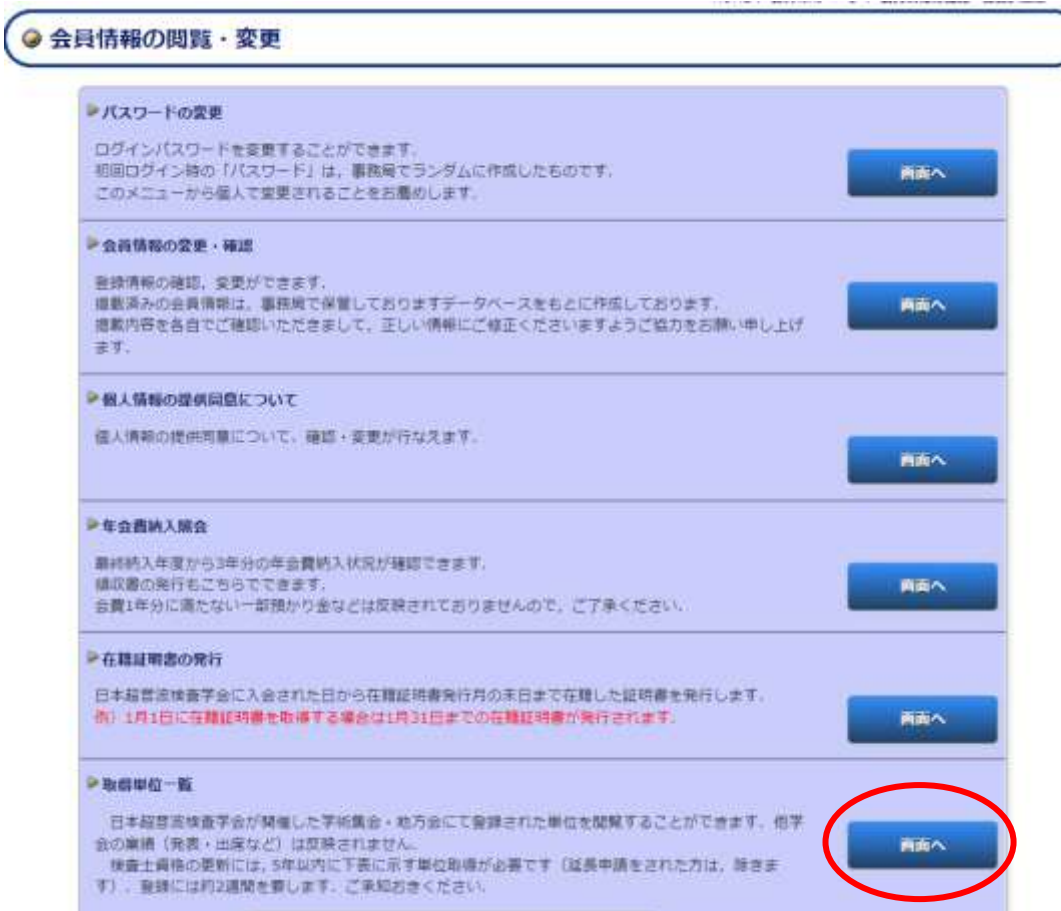 会員情報の閲覧・変更
パスワードの変更
ログインパスワードを変更することができます．
初回ログイン時の「パスワード」は，事務局でランダムに作成したものです．
このメニューから個人で変更されることをお薦めします．
画面へ
会員情報の変更・確認
登録情報の確認，変更ができます．
掲載済みの会員情報は，事務局で保管しておりますデータベースをもとに作成しております．
掲載内容を各自でご確認いただきまして，正しい情報にご修正くださいますようご協力をお願い申し上げ
ます．
画面へ
個人情報の提供同意について
個人情報の提供同意について，確認・変更が行なえます．
画面へ
年会費納入照会
最終納入年度から3年分の年会費納入状況が確認できます．
領収書の発行もこちらでできます．
会費1年分に満たない一部預かり金などは反映されておりませんので，ご了承ください．
画面へ
在籍証明書の発行
日本超音波検査学会に入会された日から在籍証明書発行月の末日まで在籍した証明書を発行します．
例）1月1日に在籍証明書を取得する場合は1月31日までの在籍証明書が発行されます．
画面へ
取得単位一覧
日本超音波検査学会が開催した学術集会・地方会にて登録された単位を閲覧することができます．他学
会の業績（発表・出席など）は反映されません．
検査士資格の更新には，5年以内に下表に示す単位取得が必要です（延長申請をされた方は，除きま
す）．登録には約2週間を要します．ご承知おきください．
画面へ